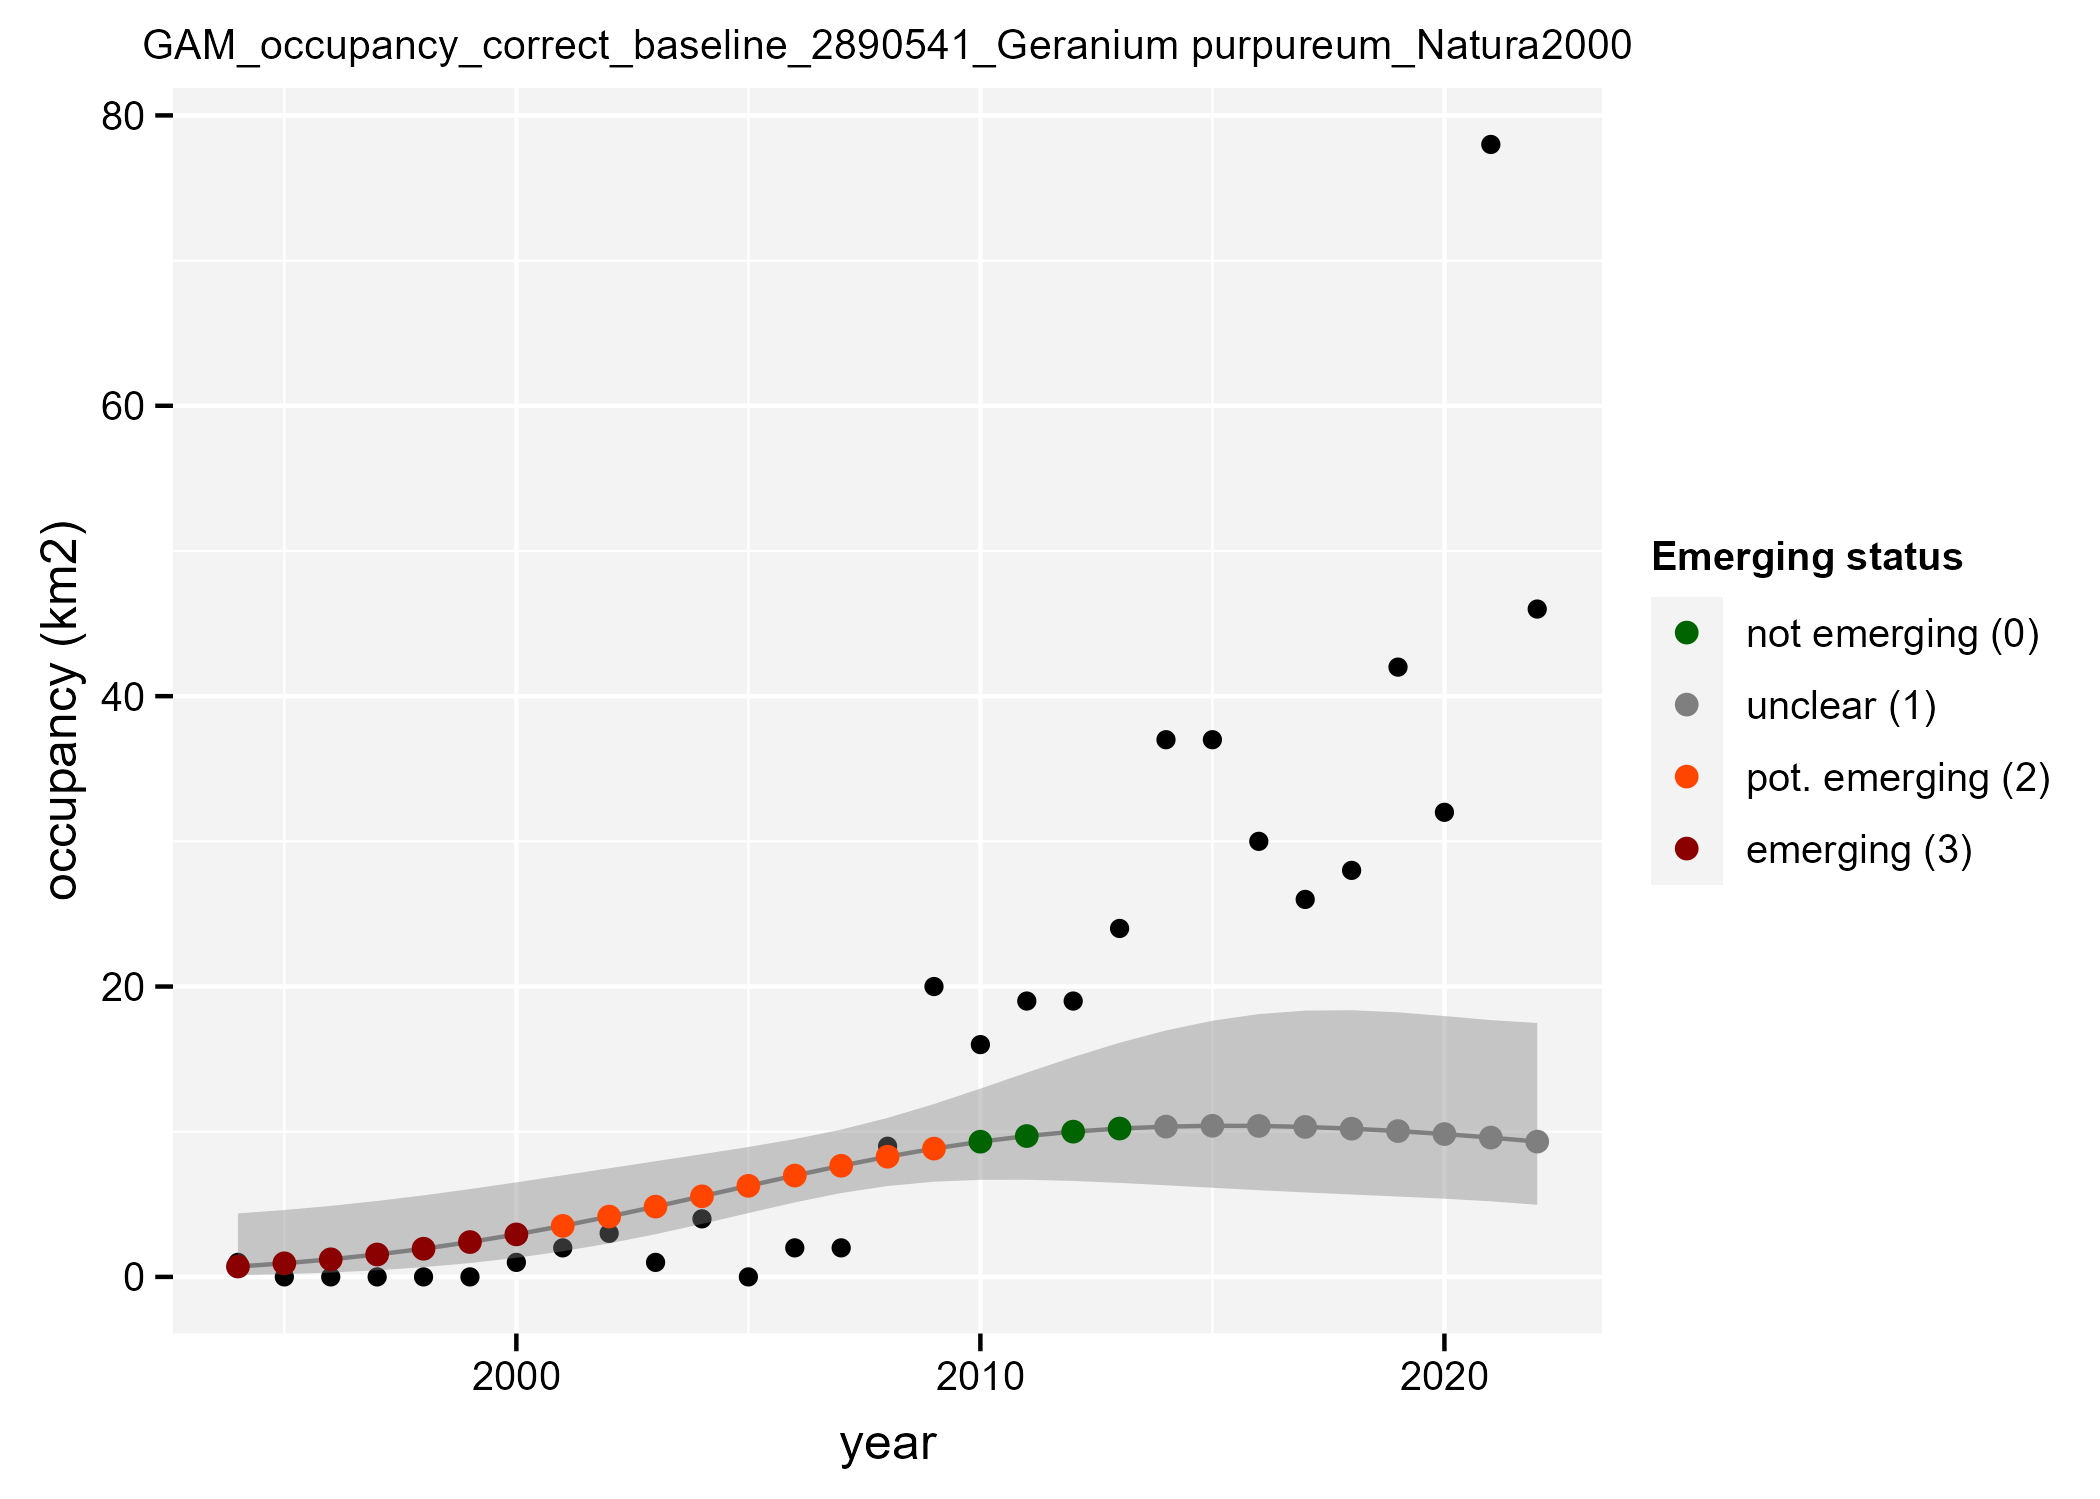 GAM_occupancy_correct_baseline_2890541_Geranium purpureum_Natura2000
80
60
40
20
0
occupancy (km2)
2000
2010
2020
year
Emerging status
not emerging (0)
unclear (1)
pot. emerging (2)
emerging (3)